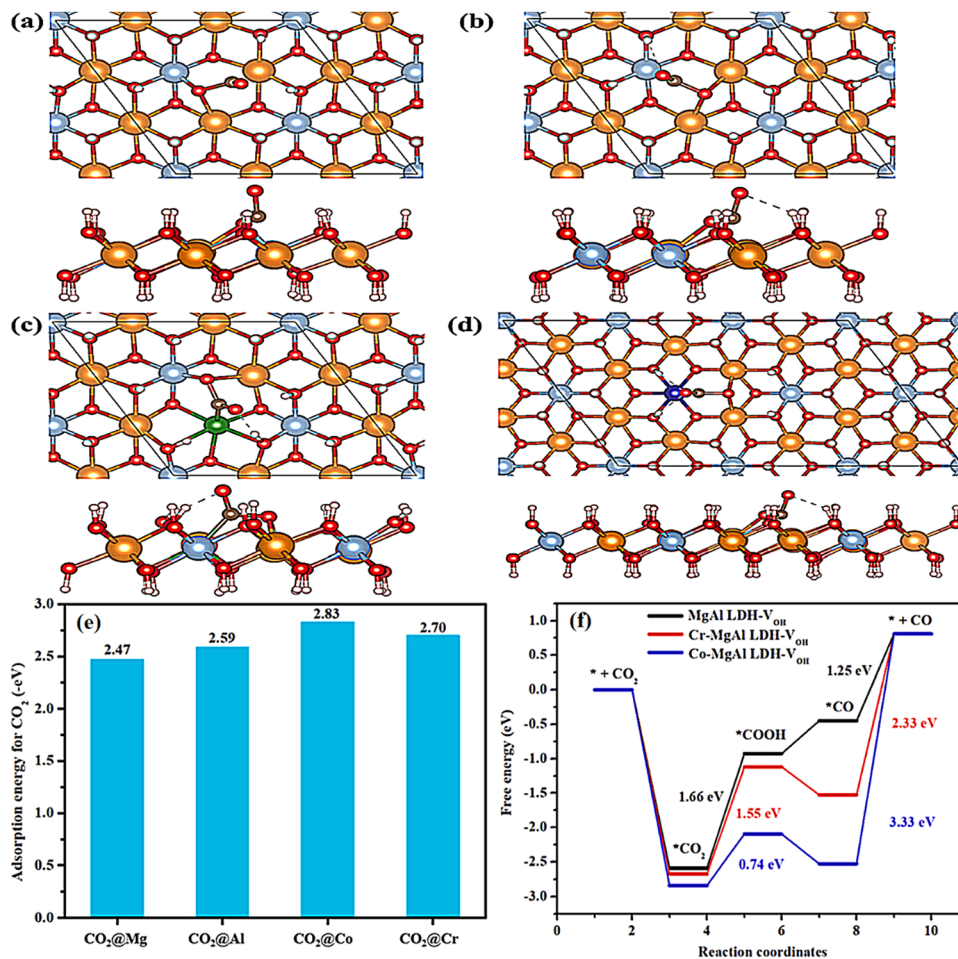 (a)
(b)
(c)
(d)
(e)
3.0
2.5
2.0
1.5
1.0
0.5
0.0
Adsorption energy for CO₂ (-eV)
2.47
2.59
2.83
2.70
CO₂@Mg
CO₂@Al
CO₂@Co
CO₂@Cr
(f)
1.0
0.5
0.0
-0.5
-1.0
-1.5
-2.0
-2.5
-3.0
Free energy (eV)
MgAl LDH-V_OH
Cr-MgAl LDH-V_OH
Co-MgAl LDH-V_OH
* + CO₂
* + CO
1.25 eV
*CO
*COOH
2.33 eV
1.66 eV
1.55 eV
3.33 eV
*CO₂
0.74 eV
0
2
4
6
8
10
Reaction coordinates